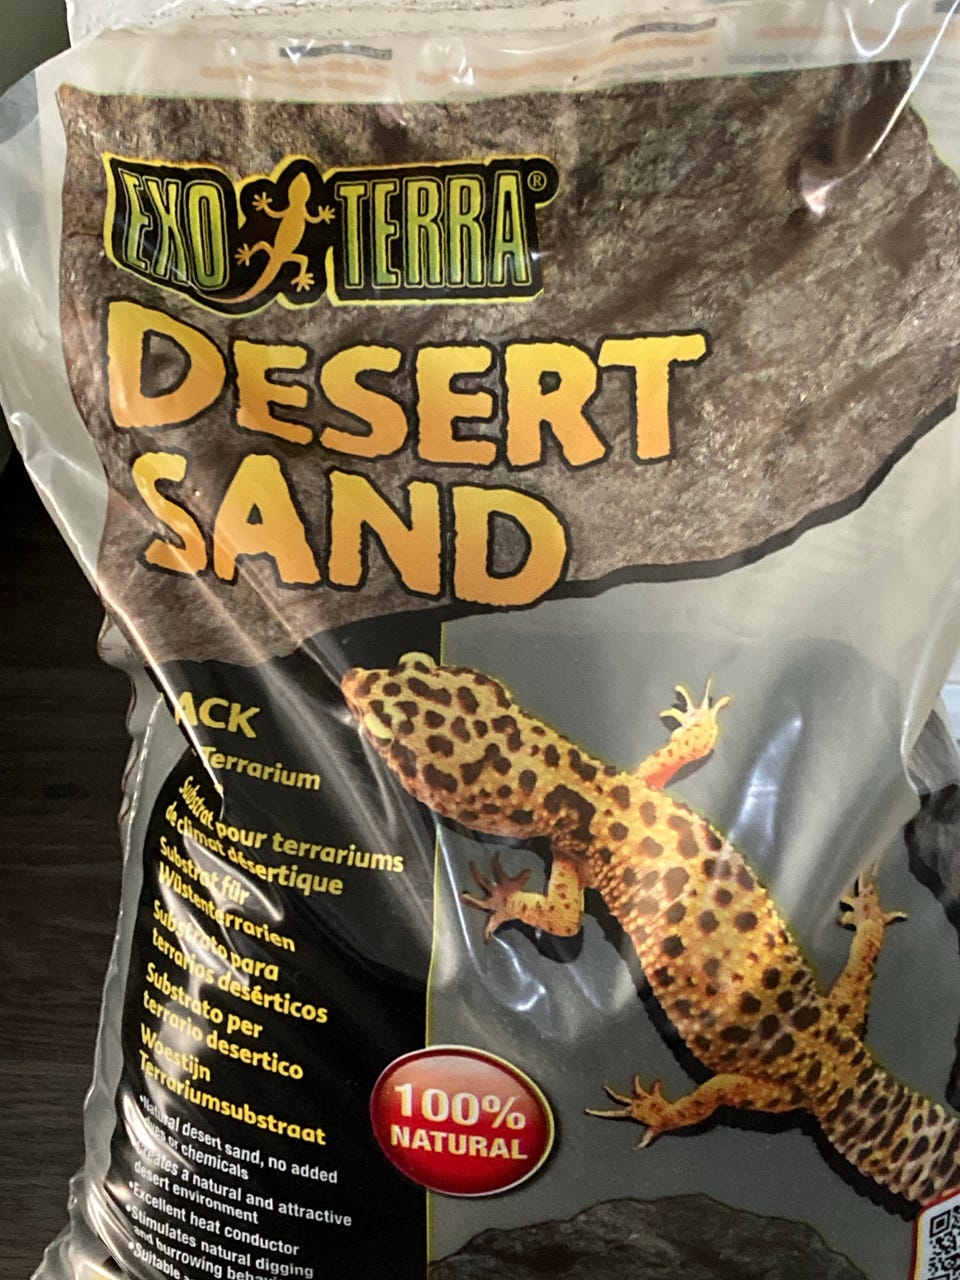 EXO TERRA®
DESERT
SAND
ACK
Terrarium
Substrat pour terrariums
de climat désertique
Substrat für
Wüstenterrarien
Substrato para
terrarios desérticos
Substrato per
terrario desertico
Woestijn
Terrariumsubstraat
•Natural desert sand, no added
dyes or chemicals
•Creates a natural and attractive
desert environment
•Excellent heat conductor
•Stimulates natural digging
and burrowing
•Suitable
100%
NATURAL